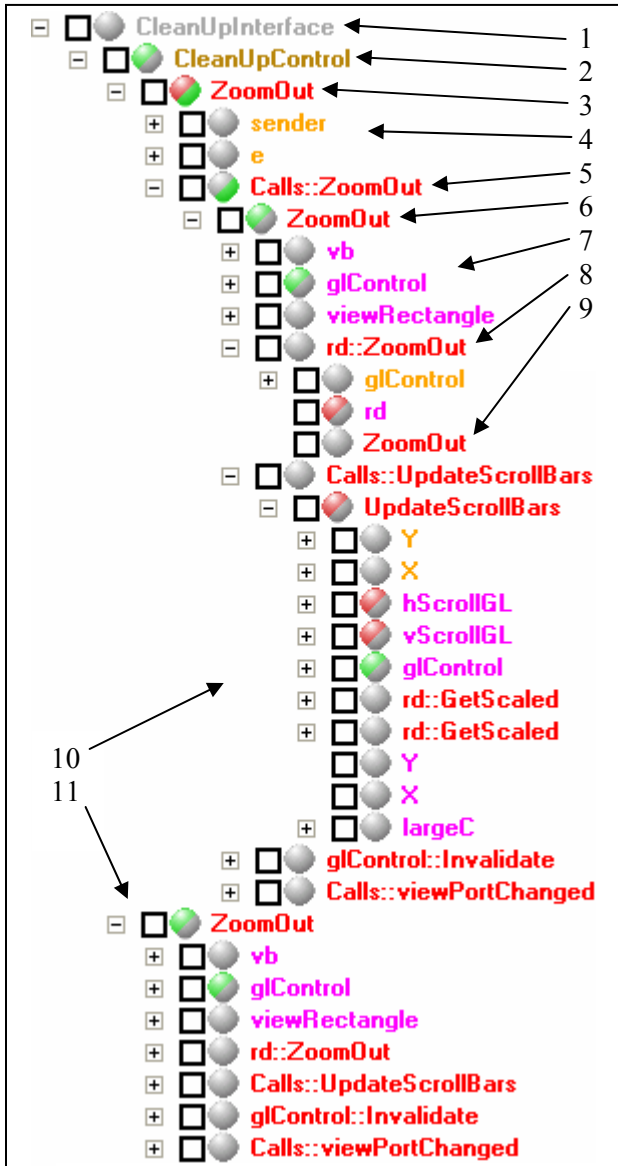 CleanUpInterface 1
CleanUpControl 2
ZoomOut 3
sender 4
e
Calls::ZoomOut 5
ZoomOut 6
vb 7
glControl 8
viewRectangle 9
rd::ZoomOut
glControl
rd
ZoomOut
Calls::UpdateScrollBars
UpdateScrollBars
Y
X
hScrollGL
vScrollGL
glControl
rd::GetScaled
rd::GetScaled
10
Y
11
X
largeC
glControl::Invalidate
Calls::viewPortChanged
ZoomOut
vb
glControl
viewRectangle
rd::ZoomOut
Calls::UpdateScrollBars
glControl::Invalidate
Calls::viewPortChanged